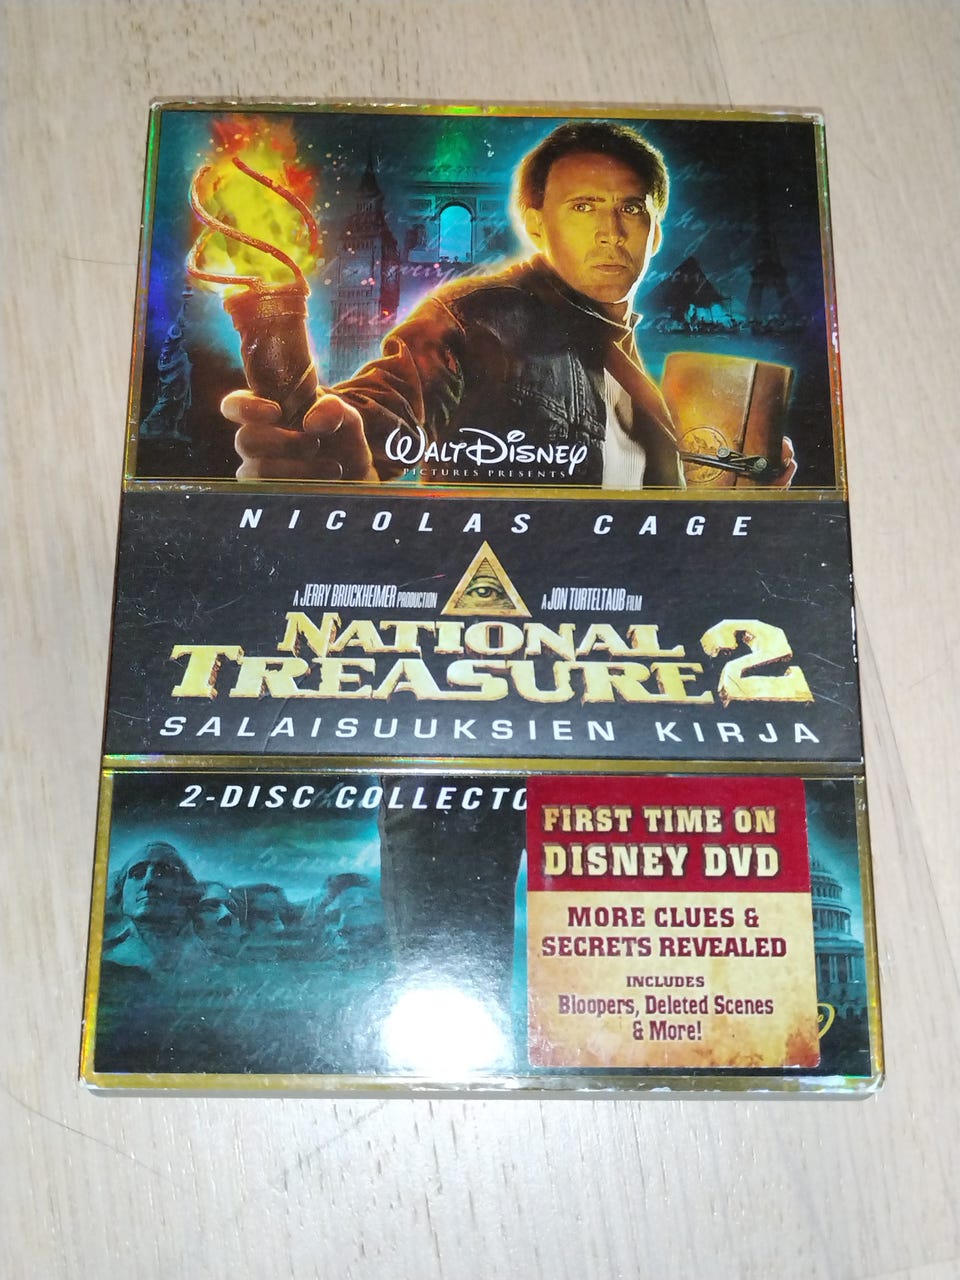 WALT DISNEY
PICTURES PRESENTS
NICOLAS CAGE
A JERRY BRUCKHEIMER PRODUCTION
A JON TURTELTAUB FILM
NATIONAL
TREASURE 2
SALAISUUKSIEN KIRJA
2-DISC COLLECTO
FIRST TIME ON
DISNEY DVD
MORE CLUES &
SECRETS REVEALED
INCLUDES
Bloopers, Deleted Scenes
& More!